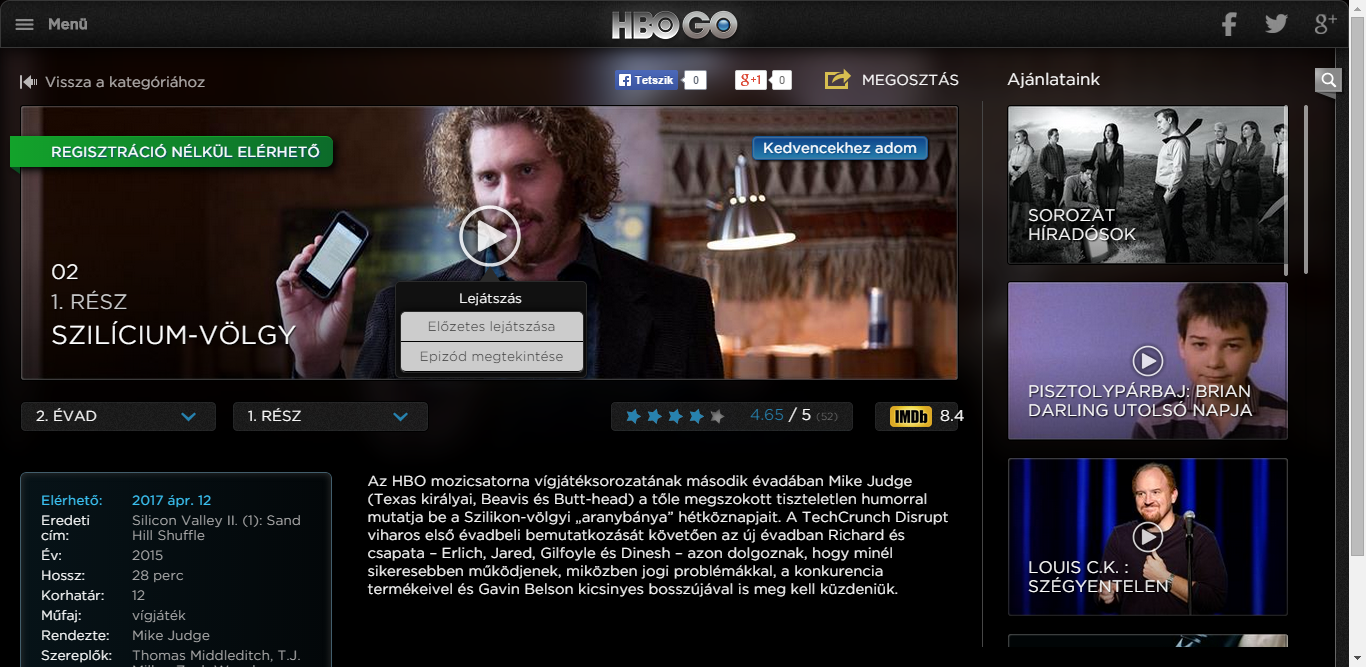 Menü
HBO GO
g+
Vissza a kategóriához
Tetszik 0
g+1 0
MEGOSZTÁS
REGISZTRÁCIÓ NÉLKÜL ELÉRHETŐ
Kedvencekhez adom
02
1. RÉSZ
SZILÍCIUM-VÖLGY
Lejátszás
Előzetes lejátszása
Epizód megtekintése
2. ÉVAD
1. RÉSZ
4.65 / 5 (52)
IMDb 8.4
Elérhető: 2017 ápr. 12
Eredeti cím: Silicon Valley II. (1): Sand
Hill Shuffle
Év: 2015
Hossz: 28 perc
Korhatár: 12
Műfaj: vígjáték
Rendezte: Mike Judge
Szereplők: Thomas Middleditch, T.J.
Az HBO mozicsatorna vígjátéksorozatának második évadában Mike Judge
(Texas királyai, Beavis és Butt-head) a tőle megszokott tiszteletlen humorral
mutatja be a Szilikon-völgyi „aranybánya” hétköznapjait. A TechCrunch Disrupt
viharos első évadbeli bemutatkozását követően az új évadban Richard és
csapata – Erlich, Jared, Gilfoyle és Dinesh – azon dolgoznak, hogy minél
sikeresebben működjenek, miközben jogi problémákkal, a konkurencia
termékeivel és Gavin Belson kicsinyes bosszújával is meg kell küzdeniük.
Ajánlataink
SOROZAT
HÍRADÓSOK
PISZTOLYPÁRBAJ: BRIAN
DARLING UTOLSÓ NAPJA
LOUIS C.K. :
SZÉGYENTELEN